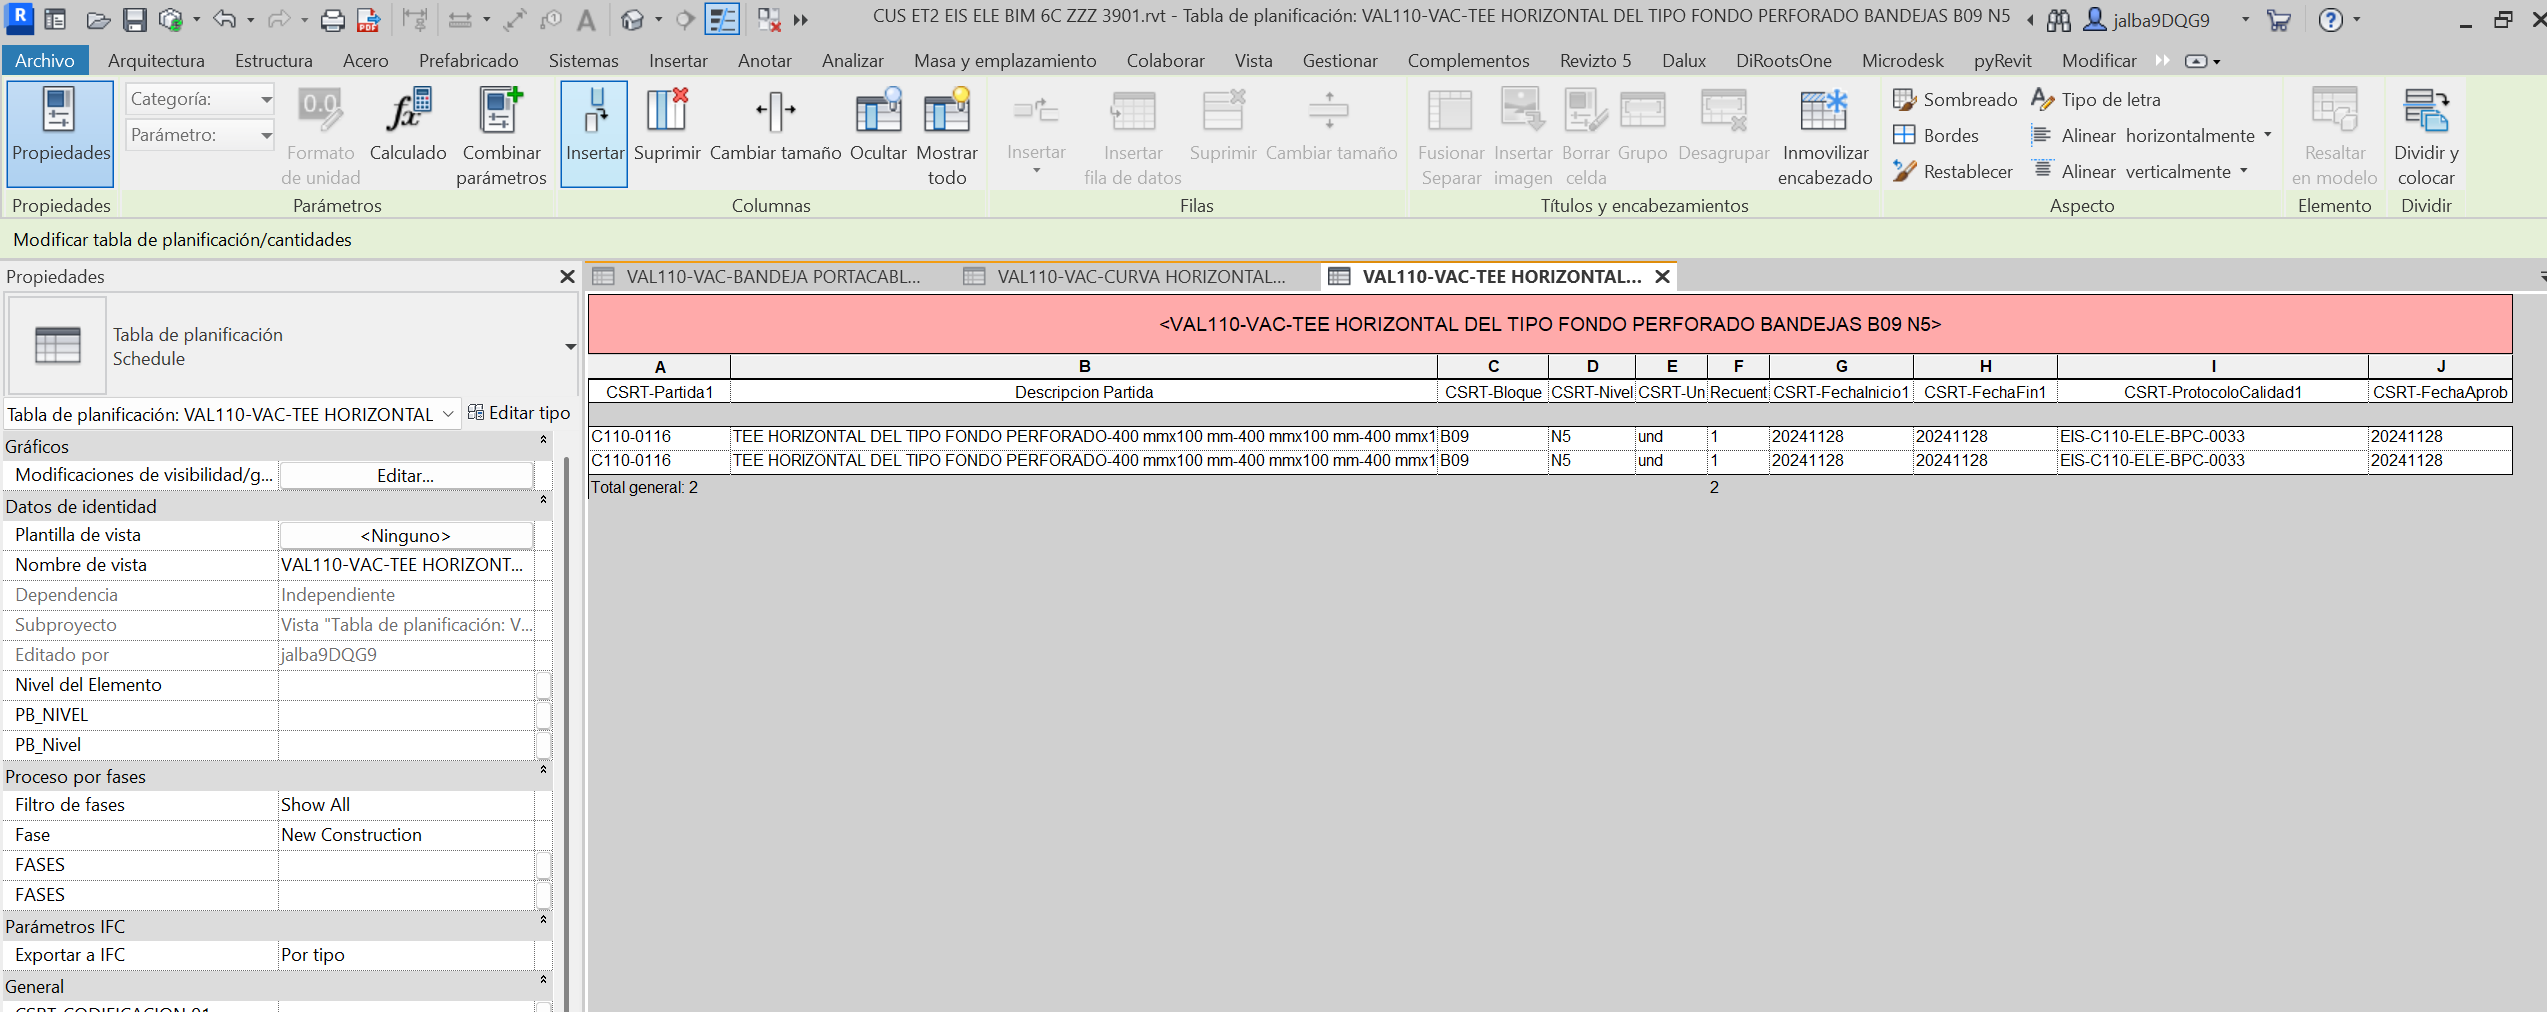 CUS ET2 EIS ELE BIM 6C ZZZ 3901.rvt - Tabla de planificación: VAL110-VAC-TEE HORIZONTAL DEL TIPO FONDO PERFORADO BANDEJAS B09 N5
jalba9DQG9
Archivo Arquitectura Estructura Acero Prefabricado Sistemas Insertar Anotar Analizar Masa y emplazamiento Colaborar Vista Gestionar Complementos Revizto 5 Dalux DiRootsOne Microdesk pyRevit Modificar
Propiedades
Categoría:
Parámetro:
Formato de unidad
Calculado
Combinar parámetros
Insertar
Suprimir
Cambiar tamaño
Ocultar
Mostrar todo
Insertar
Insertar fila de datos
Suprimir
Cambiar tamaño
Fusionar Separar
Insertar imagen
Borrar celda
Grupo
Desagrupar
Inmovilizar encabezado
Sombreado
Bordes
Restablecer
Tipo de letra
Alinear horizontalmente
Alinear verticalmente
Resaltar en modelo
Dividir y colocar
Propiedades Parámetros Columnas Filas Títulos y encabezamientos Aspecto Elemento Dividir
Modificar tabla de planificación/cantidades
Propiedades
Tabla de planificación
Schedule
Tabla de planificación: VAL110-VAC-TEE HORIZONTAL
Editar tipo
Gráficos
Modificaciones de visibilidad/g... Editar...
Datos de identidad
Plantilla de vista <Ninguno>
Nombre de vista VAL110-VAC-TEE HORIZONT...
Dependencia Independiente
Subproyecto Vista "Tabla de planificación: V...
Editado por jalba9DQG9
Nivel del Elemento
PB_NIVEL
PB_Nivel
Proceso por fases
Filtro de fases Show All
Fase New Construction
FASES
FASES
Parámetros IFC
Exportar a IFC Por tipo
General
CSRT-CODIFICACION 01
VAL110-VAC-BANDEJA PORTACABL... VAL110-VAC-CURVA HORIZONTAL... VAL110-VAC-TEE HORIZONTAL...
<VAL110-VAC-TEE HORIZONTAL DEL TIPO FONDO PERFORADO BANDEJAS B09 N5>
A B C D E F G H I J
CSRT-Partida1 Descripcion Partida CSRT-Bloque CSRT-Nivel CSRT-Un Recuent CSRT-FechaInicio1 CSRT-FechaFin1 CSRT-ProtocoloCalidad1 CSRT-FechaAprob
C110-0116 TEE HORIZONTAL DEL TIPO FONDO PERFORADO-400 mmx100 mm-400 mmx100 mm-400 mmx1 B09 N5 und 1 20241128 20241128 EIS-C110-ELE-BPC-0033 20241128
C110-0116 TEE HORIZONTAL DEL TIPO FONDO PERFORADO-400 mmx100 mm-400 mmx100 mm-400 mmx1 B09 N5 und 1 20241128 20241128 EIS-C110-ELE-BPC-0033 20241128
Total general: 2 2